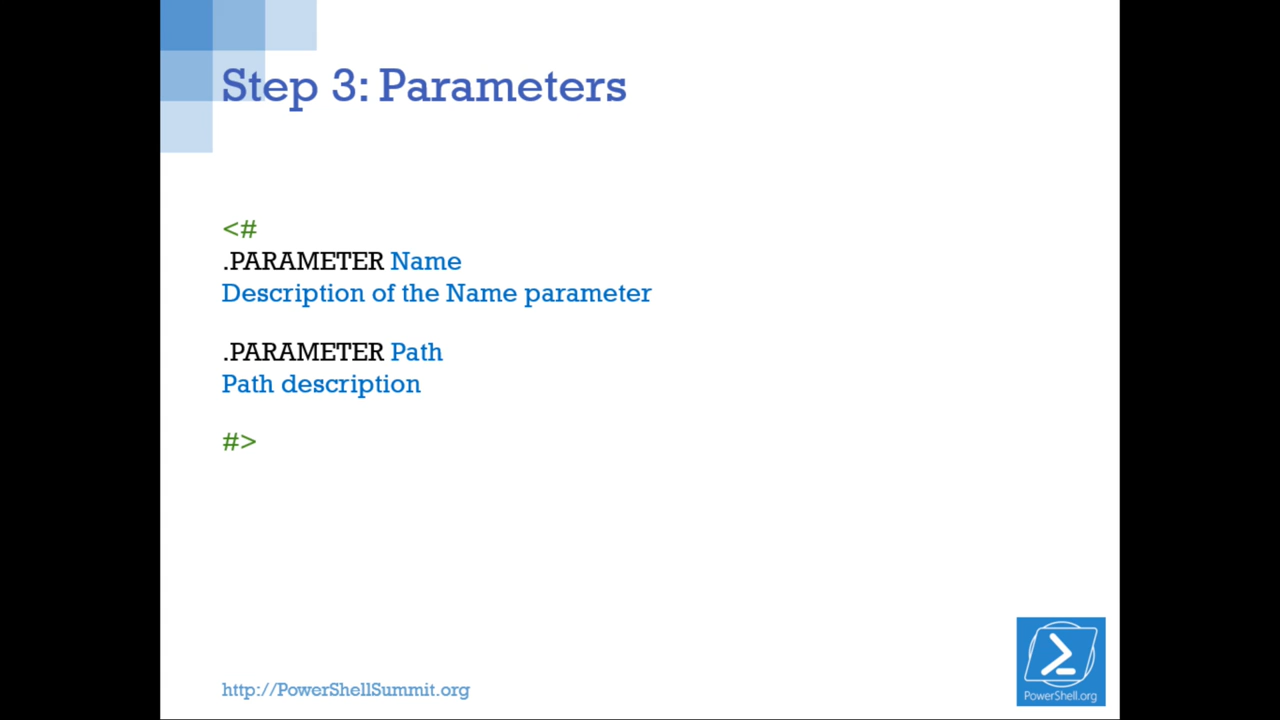 Step 3: Parameters
<#
.PARAMETER Name
Description of the Name parameter
.PARAMETER Path
Path description
#>
http://PowerShellSummit.org
PowerShell.org